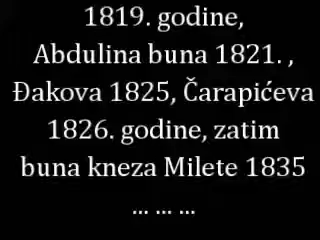 1819. godine,
Abdulina buna 1821. ,
Đakova 1825, Čarapićeva
1826. godine, zatim
buna kneza Milete 1835
... ... ...